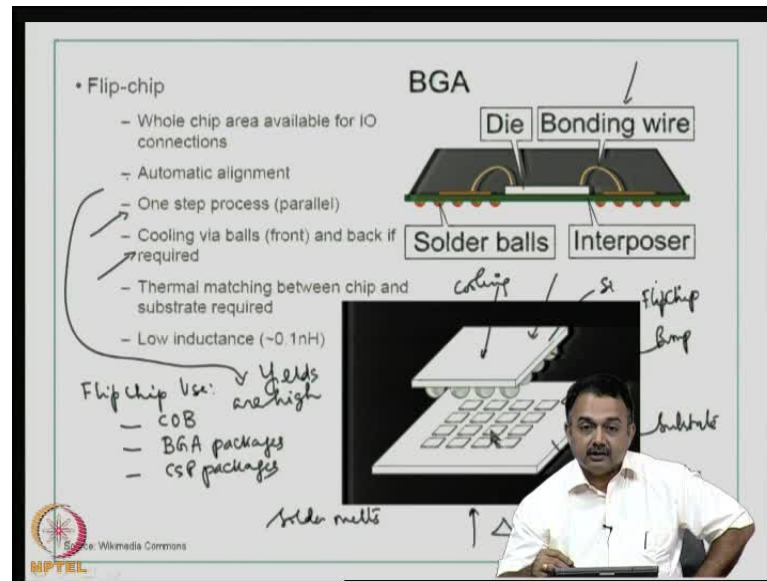 • Flip-chip
– Whole chip area available for IO
connections
– Automatic alignment
– One step process (parallel)
– Cooling via balls (front) and back if
required
– Thermal matching between chip and
substrate required
– Low inductance (~0.1nH)
BGA
Die
Bonding wire
Solder balls
Interposer
cooling
Si
Flipchip
Bump
Substrate
Yields
are high
Flip chip Use:
— COB
— BGA packages
— CSP packages
Solder melts
Δ
Source: Wikimedia Commons
NPTEL